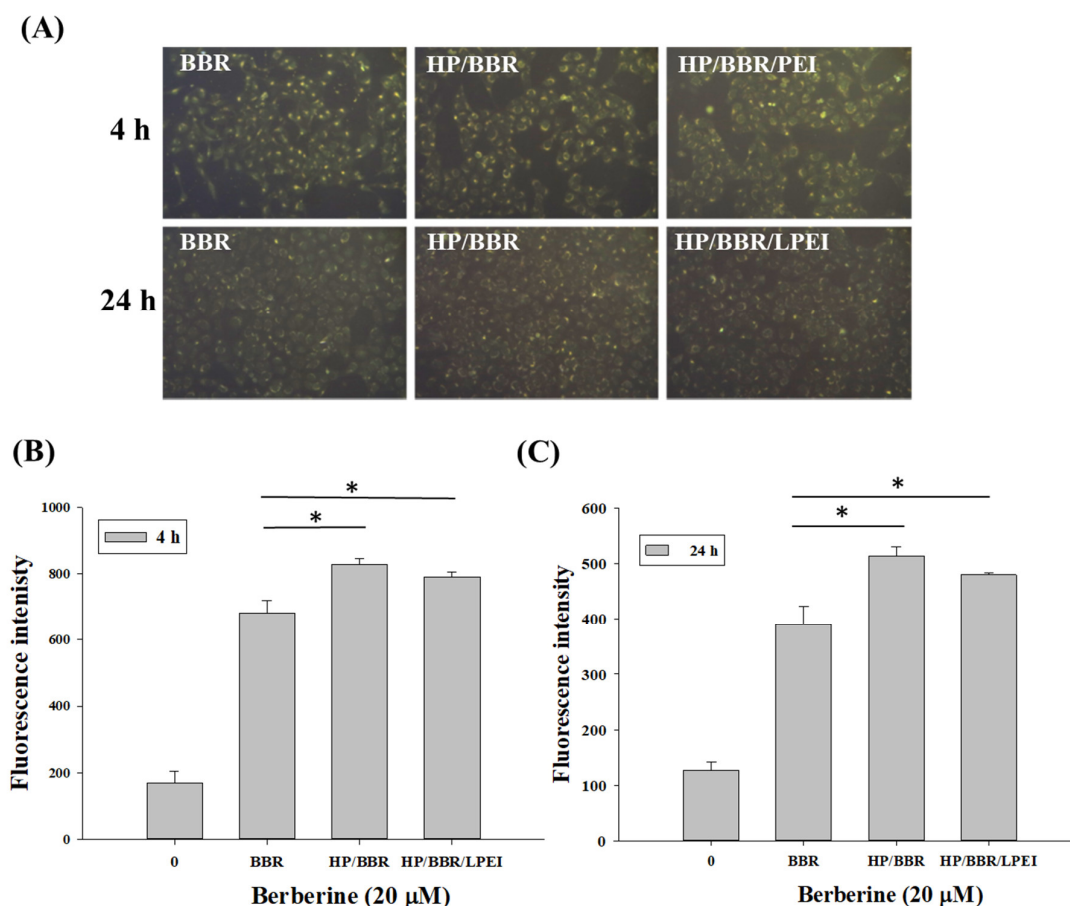 (A)
BBR HP/BBR HP/BBR/PEI
4 h
BBR HP/BBR HP/BBR/LPEI
24 h
(B)
*
*
1000
800
600
400
200
0
4 h
Fluorescence intenisty
0 BBR HP/BBR HP/BBR/LPEI
Berberine (20 μM)
(C)
*
*
600
500
400
300
200
100
0
24 h
Fluorescence intensity
0 BBR HP/BBR HP/BBR/LPEI
Berberine (20 μM)